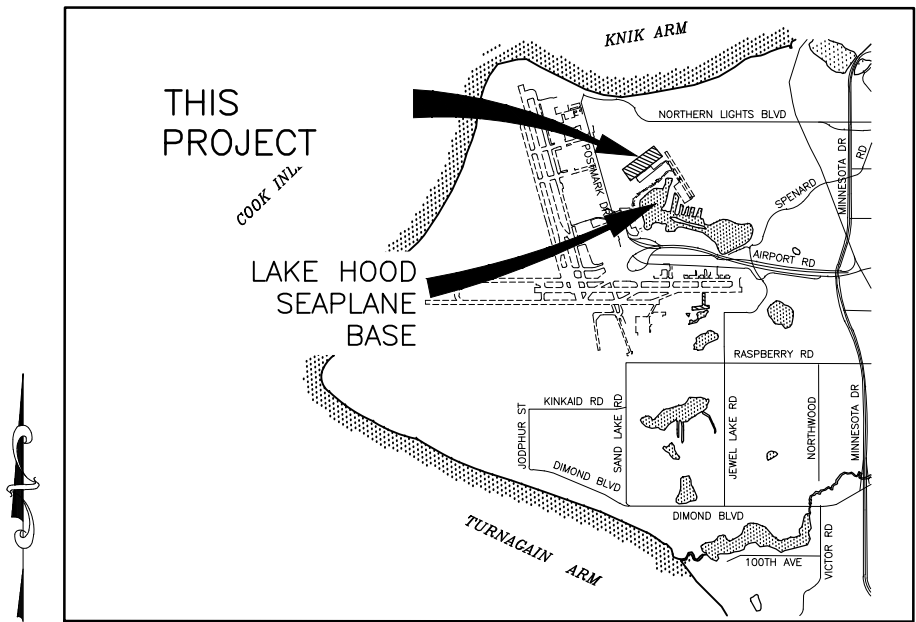 KNIK ARM
THIS
PROJECT
NORTHERN LIGHTS BLVD
POSTMARK DR
MINNESOTA DR
RD
SPENARD
COOK INL
AIRPORT RD
LAKE HOOD
SEAPLANE
BASE
RASPBERRY RD
KINKAID RD
JODPHUR ST
SAND LAKE RD
JEWEL LAKE RD
NORTHWOOD
MINNESOTA DR
DIMOND BLVD
DIMOND BLVD
TURNAGAIN ARM
100TH AVE
VICTOR RD